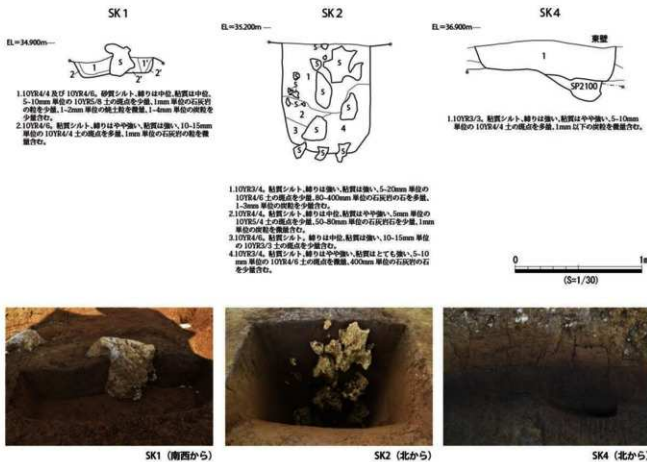 SK1
EL=34.900m
1 S 1'
2 2' 2'
1.10YR4/4 及び 10YR4/6。砂質シルト、縛りは中位、粘質は中位、
5~10mm 単位の 10YR5/8 土の斑点を少量、1mm 単位の石灰岩
の粒を少量、1~2mm 単位の焼土粒を微量、1~4mm 単位の炭粒を
少量含む。
2.10YR4/6。粘質シルト、縛りはやや強い、粘質は強い、10~15mm
単位の 10YR4/4 土の斑点を多量、1mm 単位の石灰岩の粒を微
量含む。
SK2
EL=35.200m
S
S
1
S
S
2
S
3 S 4
S
S S
1.10YR3/4。粘質シルト、縛りは強い、粘質は強い、5~20mm 単位の
10YR4/6 土の斑点を少量、80~400mm 単位の石灰岩の石を多量、
1~3mm 単位の炭粒を少量含む。
2.10YR4/4。粘質シルト、縛りは中位、粘質はやや強い、5mm 単位の
10YR5/4 土の斑点を少量、50~80mm 単位の石灰岩石を少量、1mm
単位の炭粒を微量含む。
3.10YR4/6。粘質シルト。縛りは中位、粘質は強い、10~15mm 単位
の 10YR3/3 土の斑点を少量含む。
4.10YR3/4。粘質シルト、縛りはやや強い、粘質はとても強い、5~10
mm 単位の 10YR4/6 土の斑点を微量、400mm 単位の石灰岩の石
を少量含む。
SK4
EL=36.900m
東壁
1
SP2100
1.10YR3/3。粘質シルト、縛りは強い、粘質はやや強い、5~10mm
単位の 10YR4/4 土の斑点を多量、1mm 以下の炭粒を微量含む。
0 1m
(S=1/30)
SK1（南西から）
SK2（北から）
SK4（北から）